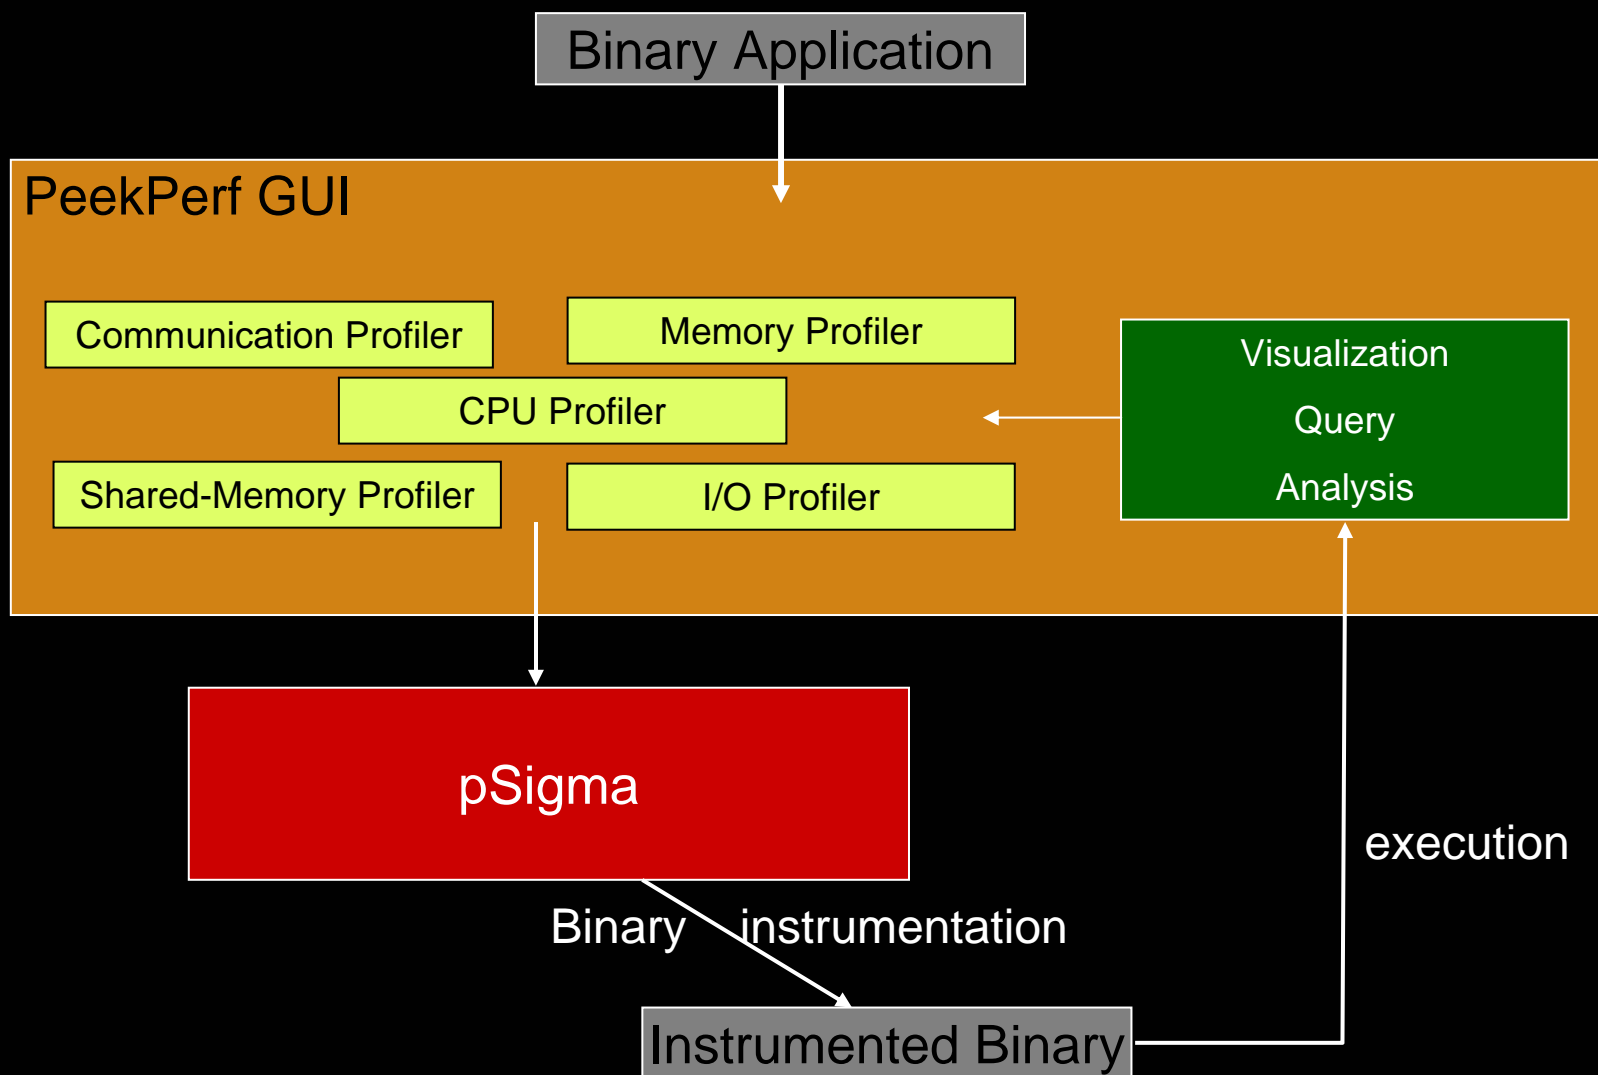 Binary Application
PeekPerf GUI
Communication Profiler
Memory Profiler
CPU Profiler
Shared-Memory Profiler
I/O Profiler
Visualization
Query
Analysis
pSigma
execution
Binary instrumentation
Instrumented Binary